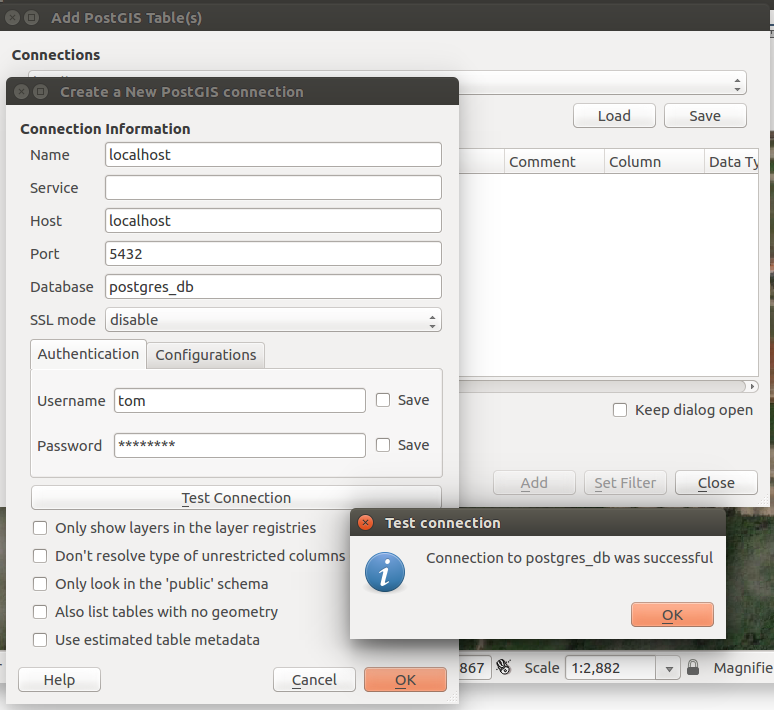 Add PostGIS Table(s)
Connections
Create a New PostGIS connection
Load Save
Connection Information
Name localhost
Comment Column Data Ty
Service
Host localhost
Port 5432
Database postgres_db
SSL mode disable
Authentication Configurations
Username tom Save
Keep dialog open
Password ******** Save
Add Set Filter Close
Test Connection
Test connection
Only show layers in the layer registries
Don't resolve type of unrestricted columns
Connection to postgres_db was successful
Only look in the 'public' schema
Also list tables with no geometry
OK
Use estimated table metadata
867 Scale 1:2,882 Magnifie
Help Cancel OK